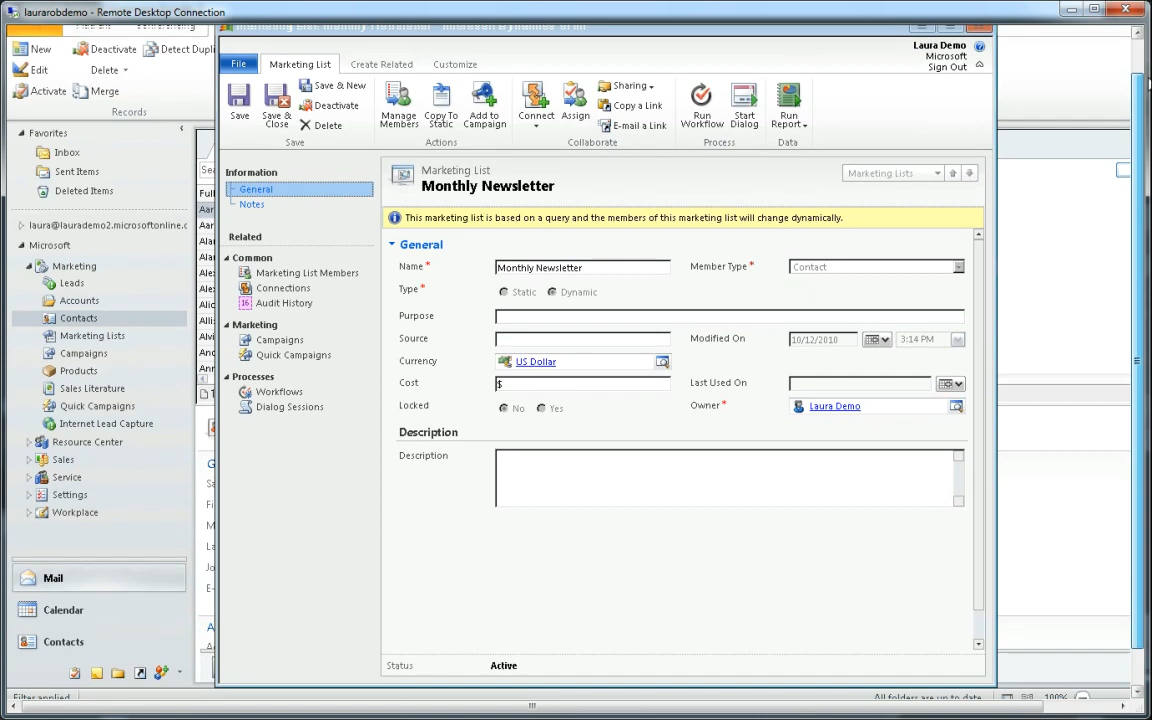 laurarobdemo - Remote Desktop Connection
New
Deactivate
Detect Dupli
Edit
Delete
Activate
Merge
Records
Favorites
Inbox
Sent Items
Deleted Items
laura@laurademo2.microsoftonline.c
Microsoft
Marketing
Leads
Accounts
Contacts
Marketing Lists
Campaigns
Products
Sales Literature
Quick Campaigns
Internet Lead Capture
Resource Center
Sales
Service
Settings
Workplace
Mail
Calendar
Contacts
Filter applied
Laura Demo
Microsoft
Sign Out
File
Marketing List
Create Related
Customize
Save
Save & Close
Save & New
Deactivate
Delete
Save
Manage Members
Copy To Static
Add to Campaign
Actions
Connect
Assign
Sharing
Copy a Link
E-mail a Link
Collaborate
Run Workflow
Start Dialog
Process
Run Report
Data
Information
General
Notes
Related
Common
Marketing List Members
Connections
16 Audit History
Marketing
Campaigns
Quick Campaigns
Processes
Workflows
Dialog Sessions
Marketing List
Monthly Newsletter
Marketing Lists
This marketing list is based on a query and the members of this marketing list will change dynamically.
General
Name * Monthly Newsletter
Member Type * Contact
Type * Static Dynamic
Purpose
Source
Modified On 10/12/2010 3:14 PM
Currency US Dollar
Cost $
Last Used On
Locked No Yes
Owner * Laura Demo
Description
Description
Status Active
All folders are up to date.
100%